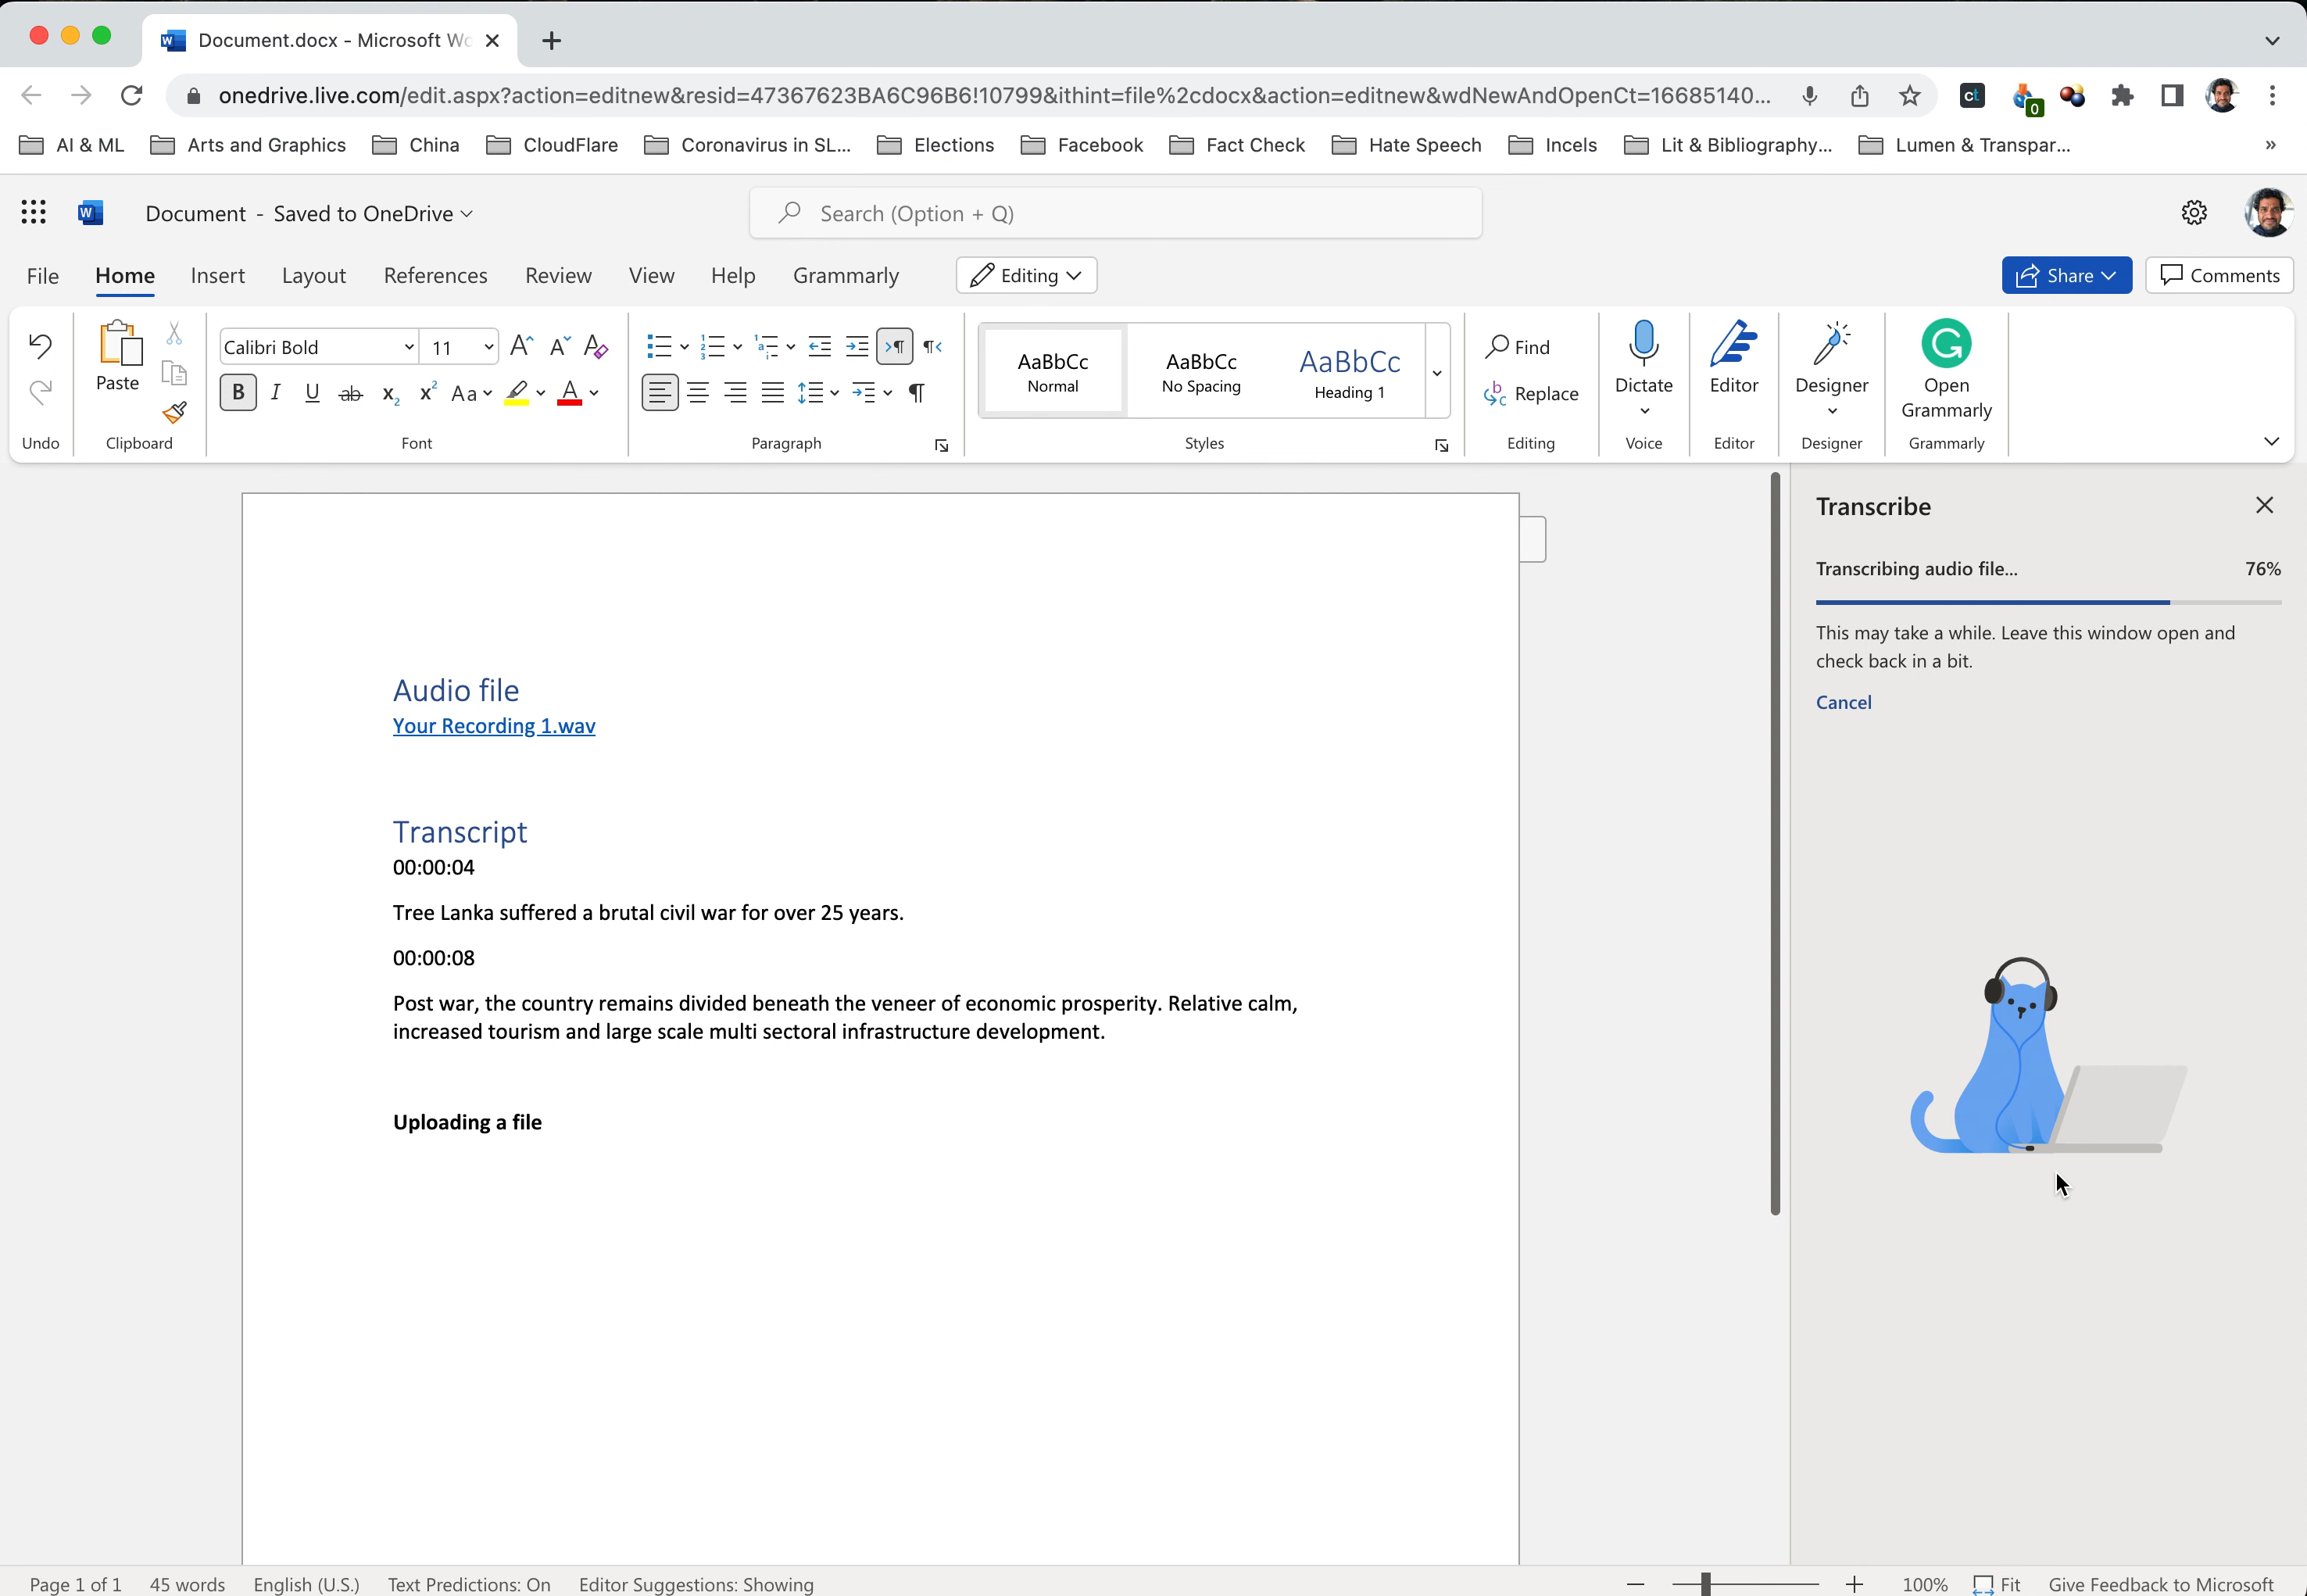 Document.docx - Microsoft Wo
onedrive.live.com/edit.aspx?action=editnew&resid=47367623BA6C96B6!10799&ithint=file%2cdocx&action=editnew&wdNewAndOpenCt=16685140...
ct
0
AI & ML Arts and Graphics China CloudFlare Coronavirus in SL... Elections Facebook Fact Check Hate Speech Incels Lit & Bibliography... Lumen & Transpar... »
W Document - Saved to OneDrive
Search (Option + Q)
File Home Insert Layout References Review View Help Grammarly Editing Share Comments
Calibri Bold 11
Paste
Undo Clipboard Font Paragraph
AaBbCc AaBbCc AaBbCc
Normal No Spacing Heading 1
Styles
Find
Replace
Editing
Dictate
Voice
Editor
Editor
Designer
Designer
Open
Grammarly
Grammarly
Audio file
Your Recording 1.wav
Transcript
00:00:04
Tree Lanka suffered a brutal civil war for over 25 years.
00:00:08
Post war, the country remains divided beneath the veneer of economic prosperity. Relative calm,
increased tourism and large scale multi sectoral infrastructure development.
Uploading a file
Transcribe
Transcribing audio file... 76%
This may take a while. Leave this window open and
check back in a bit.
Cancel
Page 1 of 1 45 words English (U.S.) Text Predictions: On Editor Suggestions: Showing 100% Fit Give Feedback to Microsoft